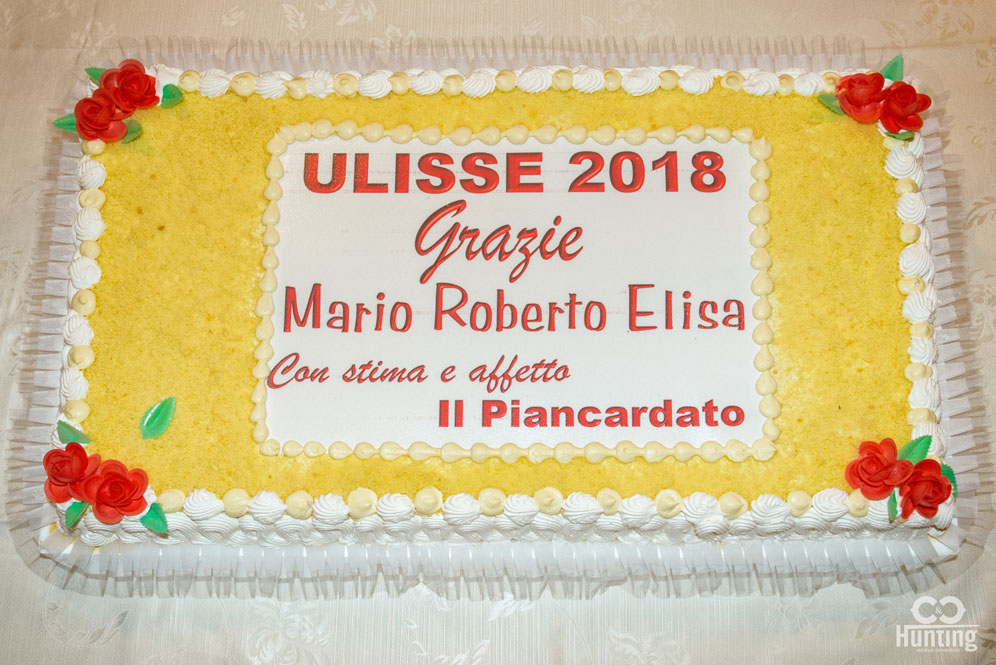 ULISSE 2018
Grazie
Mario Roberto Elisa
Con stima e affetto
Il Piancardato
C&C
Hunting